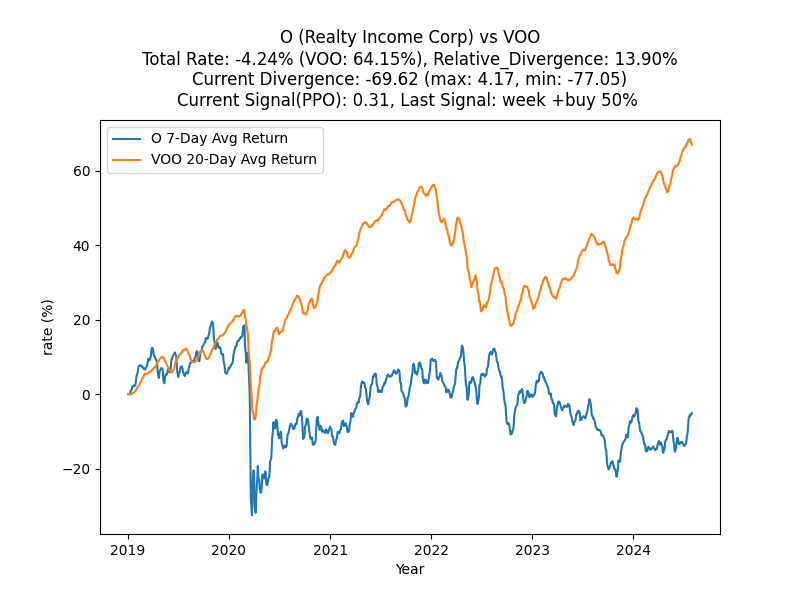 O (Realty Income Corp) vs VOO
Total Rate: -4.24% (VOO: 64.15%), Relative_Divergence: 13.90%
Current Divergence: -69.62 (max: 4.17, min: -77.05)
Current Signal(PPO): 0.31, Last Signal: week +buy 50%
O 7-Day Avg Return
VOO 20-Day Avg Return
60
40
20
0
−20
rate (%)
2019 2020 2021 2022 2023 2024
Year